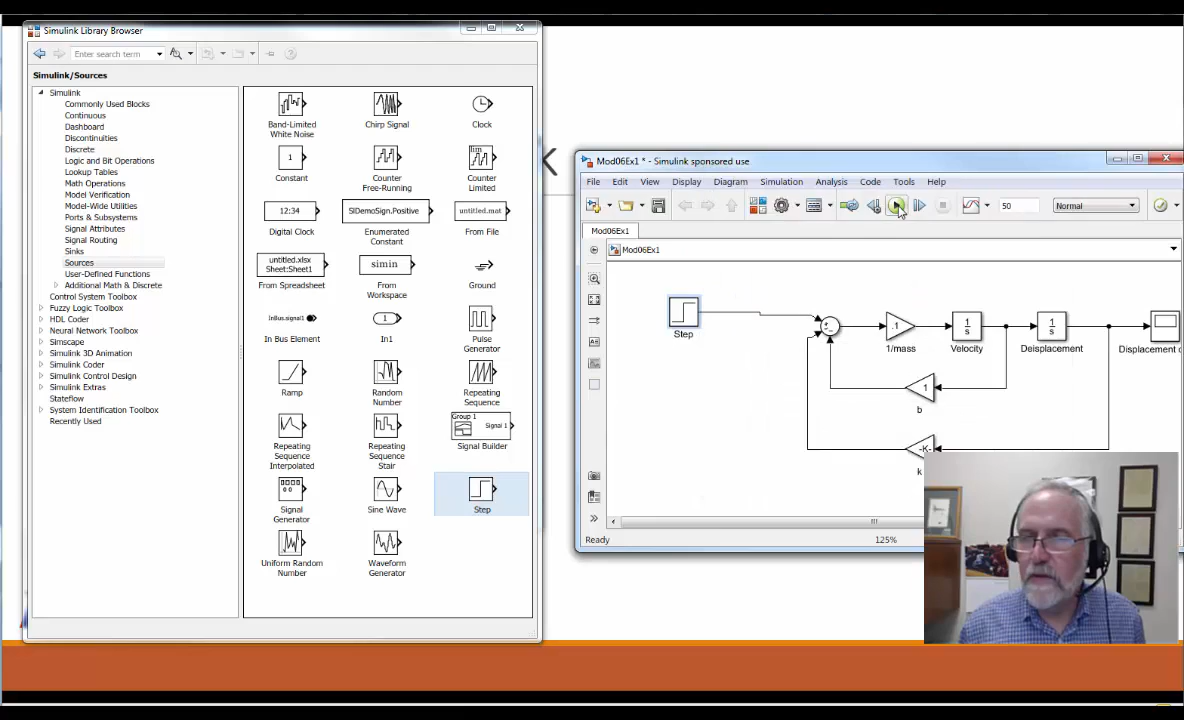 Simulink Library Browser
Enter search term
Simulink/Sources
Simulink
Commonly Used Blocks
Continuous
Dashboard
Discontinuities
Discrete
Logic and Bit Operations
Lookup Tables
Math Operations
Model Verification
Model-Wide Utilities
Ports & Subsystems
Signal Attributes
Signal Routing
Sinks
Sources
User-Defined Functions
Additional Math & Discrete
Control System Toolbox
Fuzzy Logic Toolbox
HDL Coder
Neural Network Toolbox
Simscape
Simulink 3D Animation
Simulink Coder
Simulink Control Design
Simulink Extras
Stateflow
System Identification Toolbox
Recently Used
Band-Limited
White Noise
Chirp Signal
Clock
1
Constant
Counter
Free-Running
lim
Counter
Limited
12:34
Digital Clock
SlDemoSign.Positive
Enumerated
Constant
untitled.mat
From File
untitled.xlsx
Sheet:Sheet1
From Spreadsheet
simin
From
Workspace
Ground
InBus.signal1
In Bus Element
1
In1
Pulse
Generator
Ramp
Random
Number
Repeating
Sequence
Repeating
Sequence
Interpolated
Repeating
Sequence
Stair
Group 1
Signal 1
Signal Builder
Signal
Generator
Sine Wave
Step
Uniform Random
Number
Waveform
Generator
Mod06Ex1 * - Simulink sponsored use
File Edit View Display Diagram Simulation Analysis Code Tools Help
50
Normal
Mod06Ex1
Mod06Ex1
Step
.1
1/mass
1
s
Velocity
1
s
Deisplacement
Displacement
1
b
-K-
k
Ready
125%